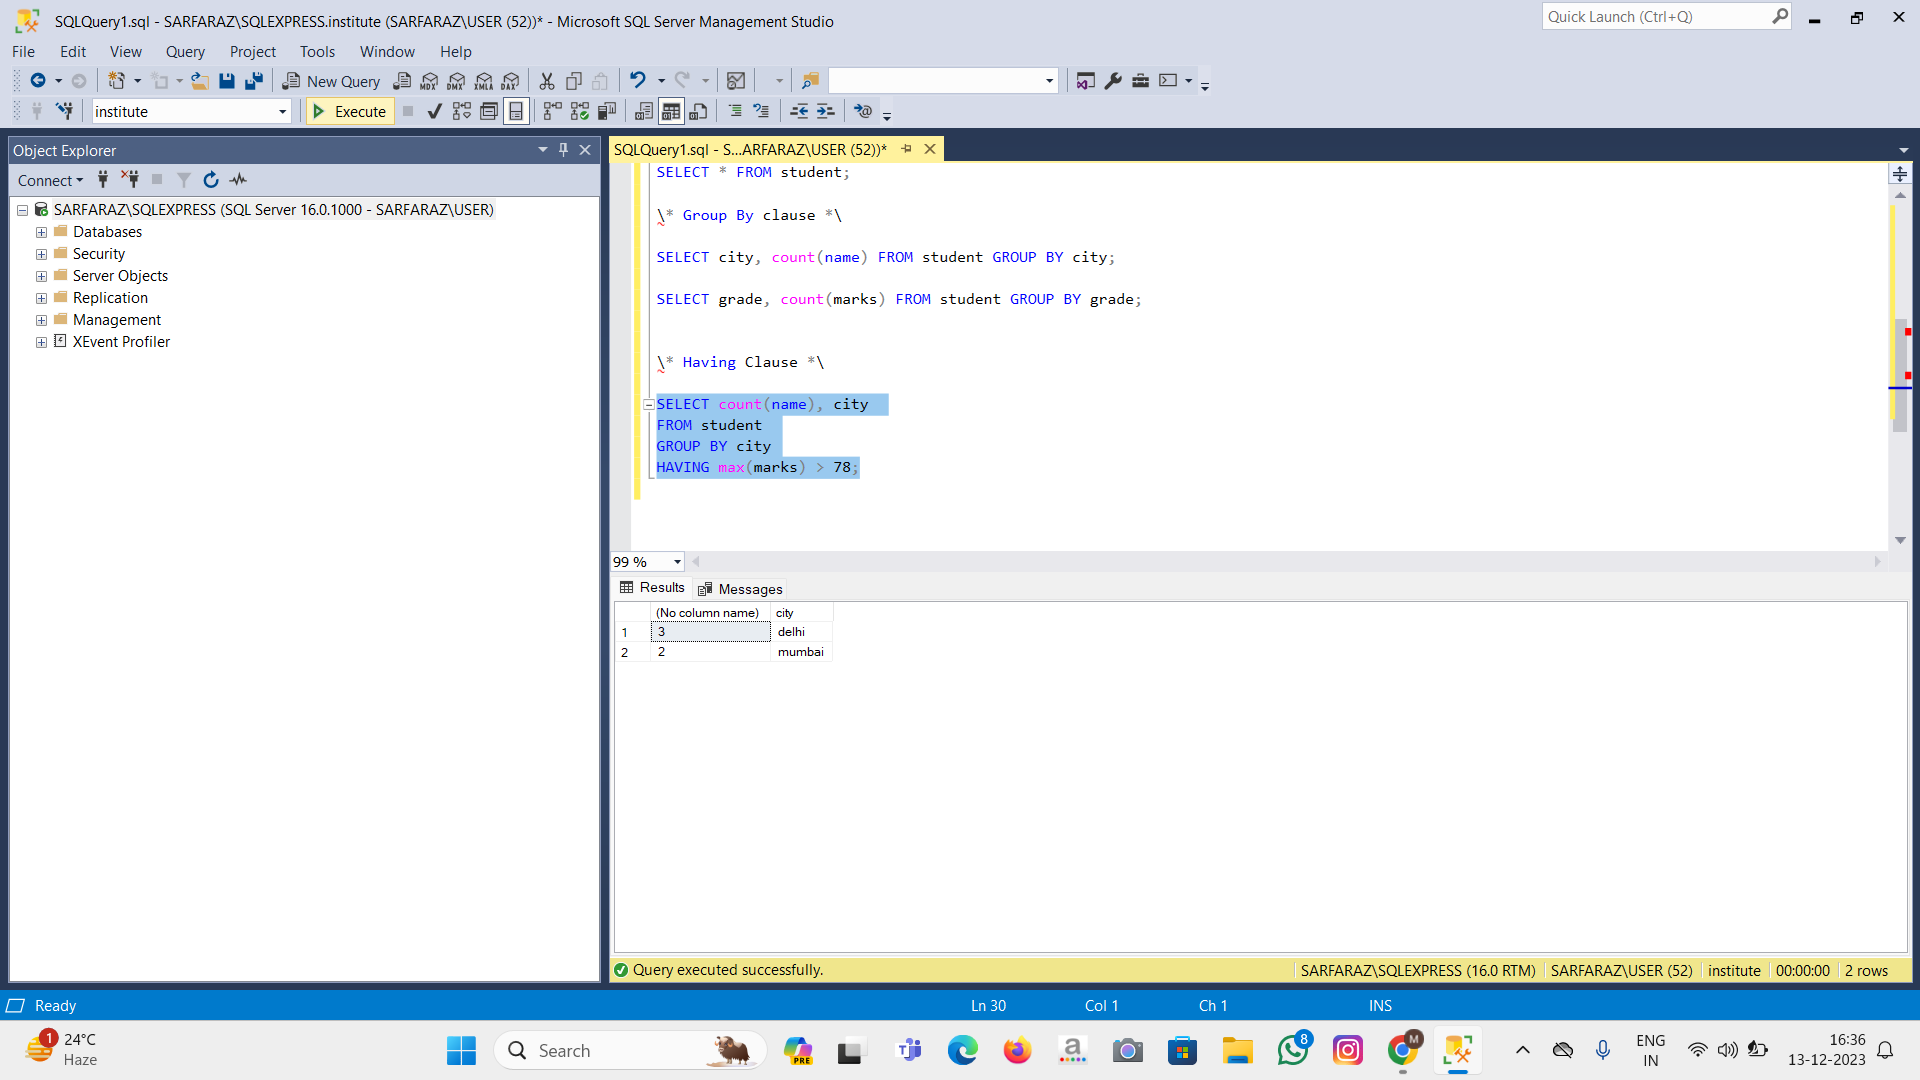 SQLQuery1.sql - SARFARAZ\SQLEXPRESS.institute (SARFARAZ\USER (52))* - Microsoft SQL Server Management Studio
Quick Launch (Ctrl+Q)
File Edit View Query Project Tools Window Help
New Query MDX DMX XMLA DAX
institute Execute
Object Explorer
Connect
SARFARAZ\SQLEXPRESS (SQL Server 16.0.1000 - SARFARAZ\USER)
Databases
Security
Server Objects
Replication
Management
XEvent Profiler
SQLQuery1.sql - S...ARFARAZ\USER (52))*
SELECT * FROM student;
\* Group By clause *\
SELECT city, count(name) FROM student GROUP BY city;
SELECT grade, count(marks) FROM student GROUP BY grade;
\* Having Clause *\
SELECT count(name), city
FROM student
GROUP BY city
HAVING max(marks) > 78;
99 %
Results Messages
(No column name) city
1 3 delhi
2 2 mumbai
Query executed successfully. SARFARAZ\SQLEXPRESS (16.0 RTM) SARFARAZ\USER (52) institute 00:00:00 2 rows
Ready Ln 30 Col 1 Ch 1 INS
1 24°C
Haze
Search
PRE
a
8
M
ENG
IN
16:36
13-12-2023